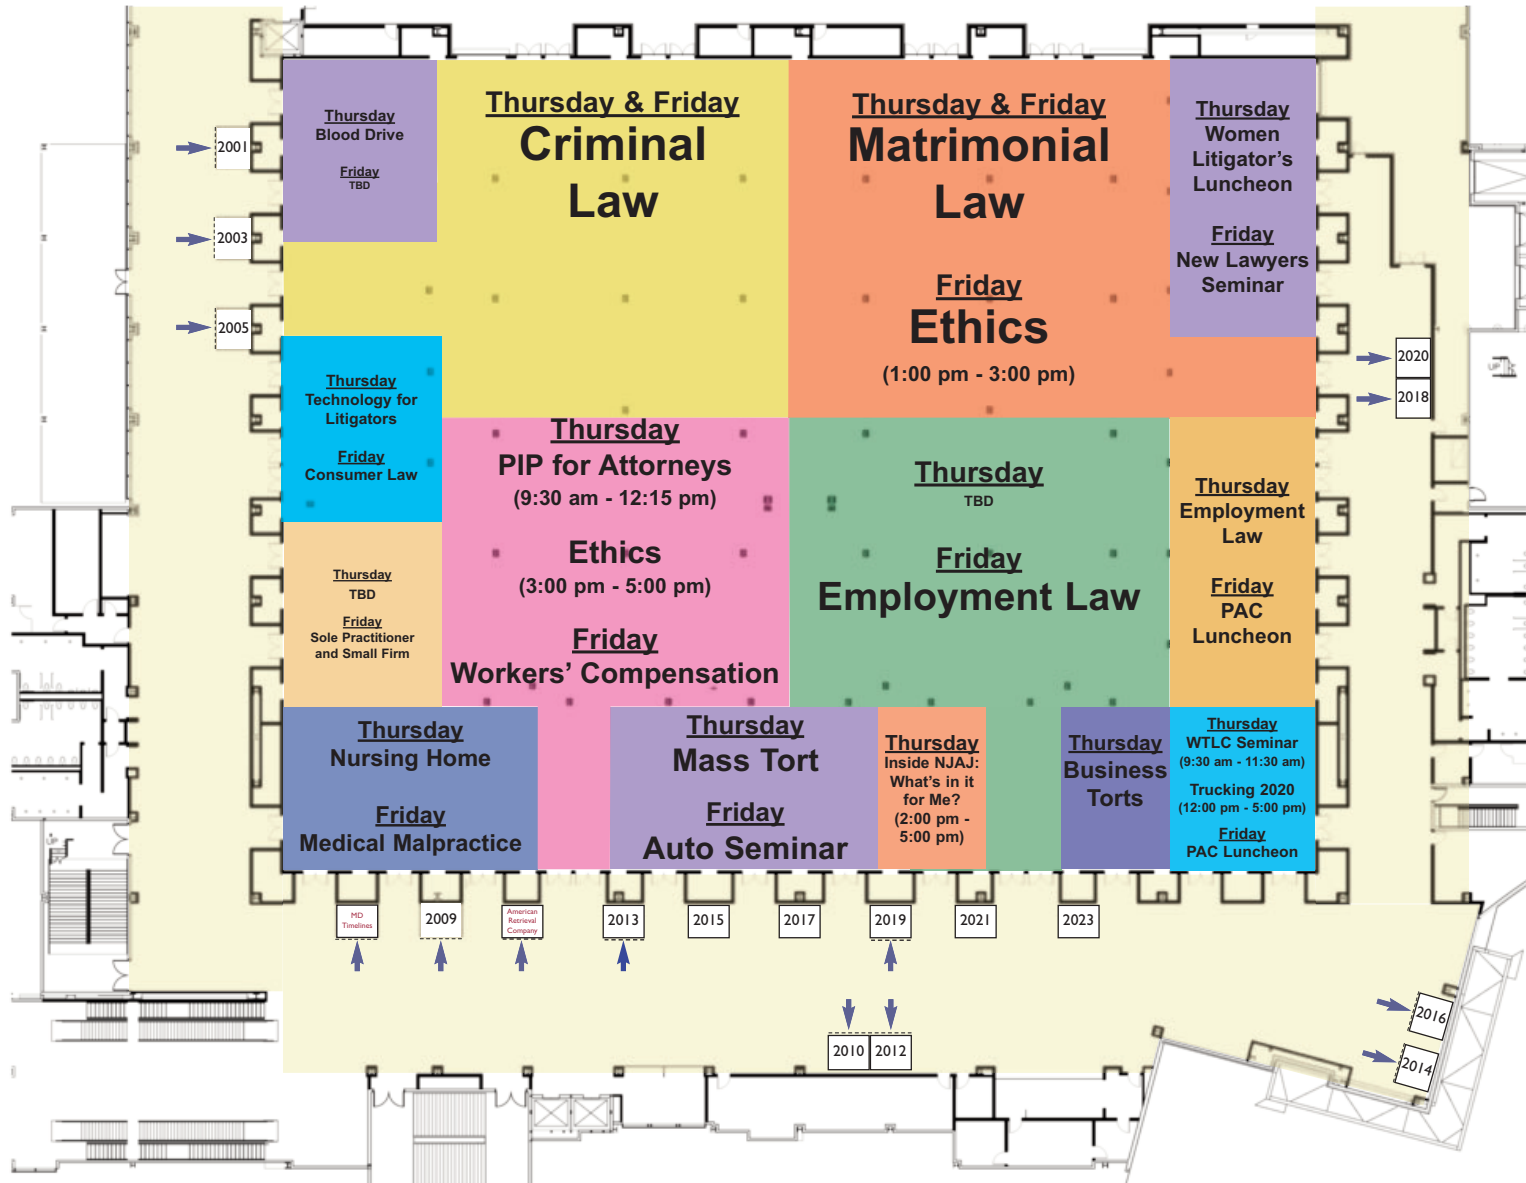 Thursday
Blood Drive
Friday
TBD
Thursday & Friday
Criminal
Law
Thursday & Friday
Matrimonial
Law
Friday
Ethics
(1:00 pm - 3:00 pm)
Thursday
Women
Litigator's
Luncheon
Friday
New Lawyers
Seminar
2001
2003
2005
2020
2018
Thursday
Technology for
Litigators
Friday
Consumer Law
Thursday
PIP for Attorneys
(9:30 am - 12:15 pm)
Ethics
(3:00 pm - 5:00 pm)
Friday
Workers' Compensation
Thursday
TBD
Friday
Employment Law
Thursday
Employment
Law
Friday
PAC
Luncheon
UP
Thursday
TBD
Friday
Sole Practitioner
and Small Firm
Thursday
Nursing Home
Friday
Medical Malpractice
Thursday
Mass Tort
Friday
Auto Seminar
Thursday
Inside NJAJ:
What's in it
for Me?
(2:00 pm -
5:00 pm)
Thursday
Business
Torts
Thursday
WTLC Seminar
(9:30 am - 11:30 am)
Trucking 2020
(12:00 pm - 5:00 pm)
Friday
PAC Luncheon
UP
MD
Timelines
2009
American
Retrieval
Company
2013
2015
2017
2019
2021
2023
2010
2012
2016
2014